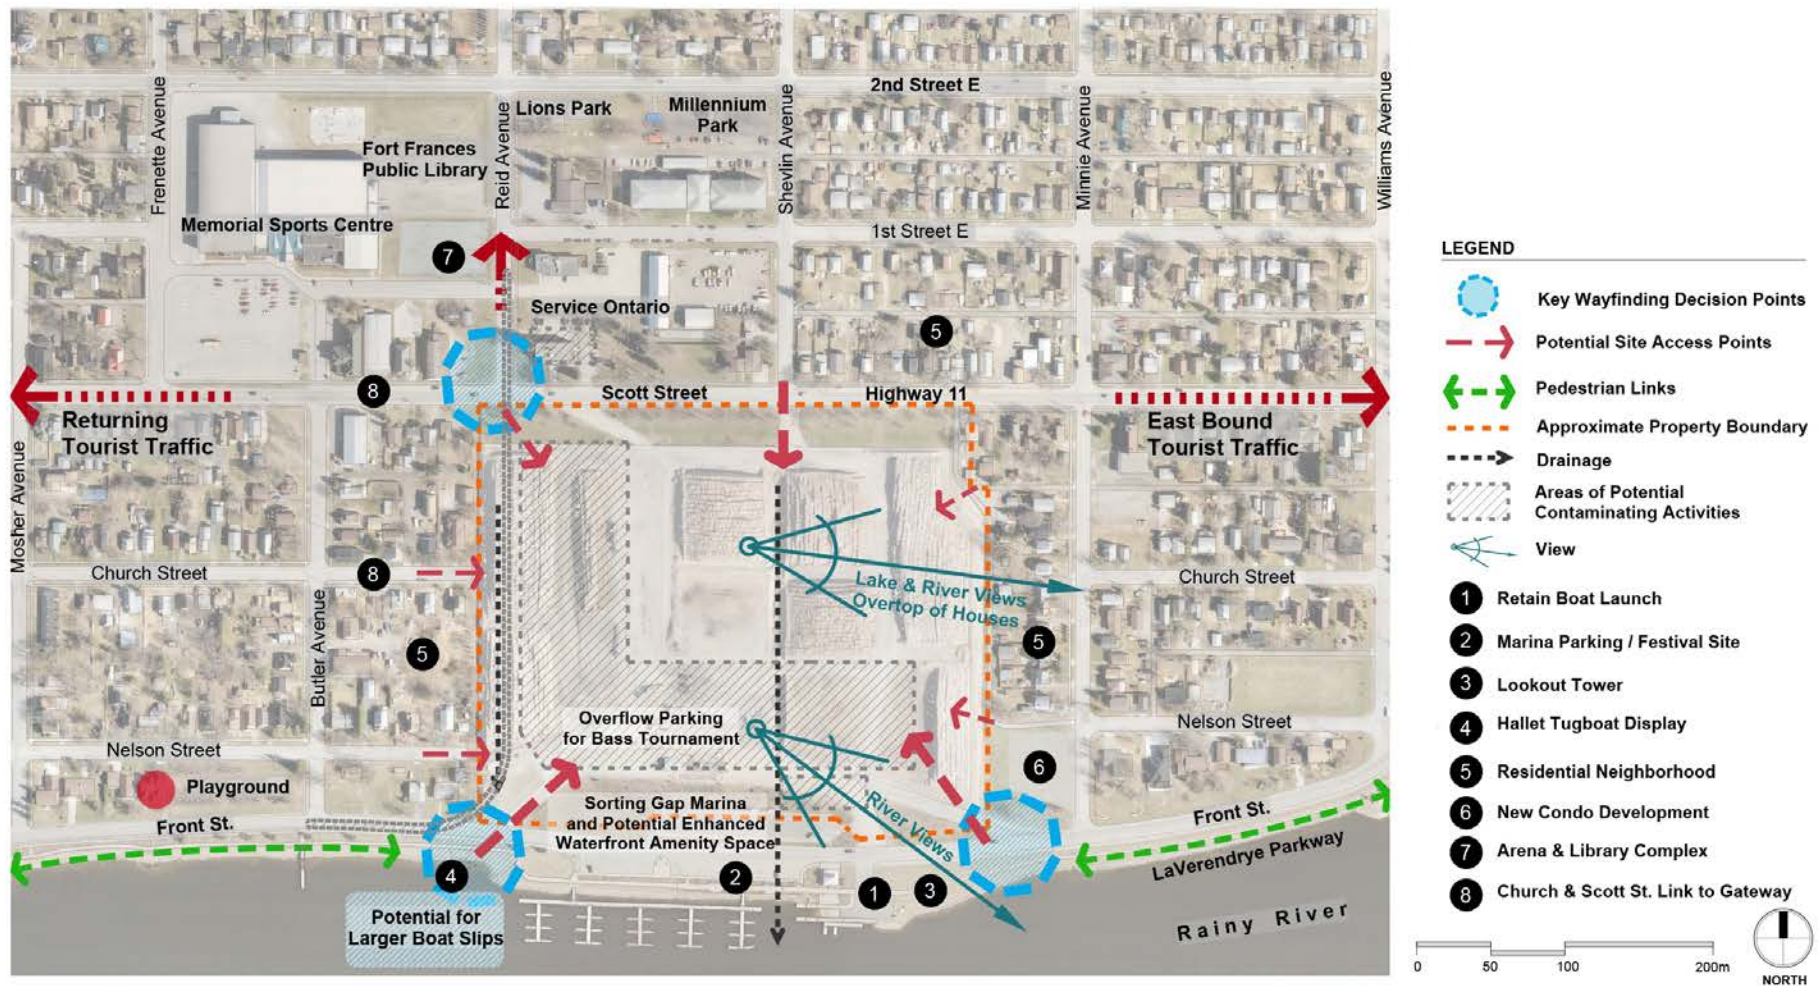 2nd Street E
Frenette Avenue
Reid Avenue
Lions Park
Millennium
Park
Shevlin Avenue
Minnie Avenue
Williams Avenue
Fort Frances
Public Library
Memorial Sports Centre
7
1st Street E
Service Ontario
5
8
Scott Street
Highway 11
Returning
Tourist Traffic
East Bound
Tourist Traffic
Mosher Avenue
Church Street
8
Lake & River Views
Overtop of Houses
Church Street
Butler Avenue
5
5
Overflow Parking
for Bass Tournament
Nelson Street
Nelson Street
Playground
6
Sorting Gap Marina
and Potential Enhanced
Waterfront Amenity Space
River Views
Front St.
Front St.
LaVerendrye Parkway
4
2
1
3
Potential for
Larger Boat Slips
Rainy River
LEGEND
Key Wayfinding Decision Points
Potential Site Access Points
Pedestrian Links
Approximate Property Boundary
Drainage
Areas of Potential
Contaminating Activities
View
1 Retain Boat Launch
2 Marina Parking / Festival Site
3 Lookout Tower
4 Hallet Tugboat Display
5 Residential Neighborhood
6 New Condo Development
7 Arena & Library Complex
8 Church & Scott St. Link to Gateway
0 50 100 200m
NORTH